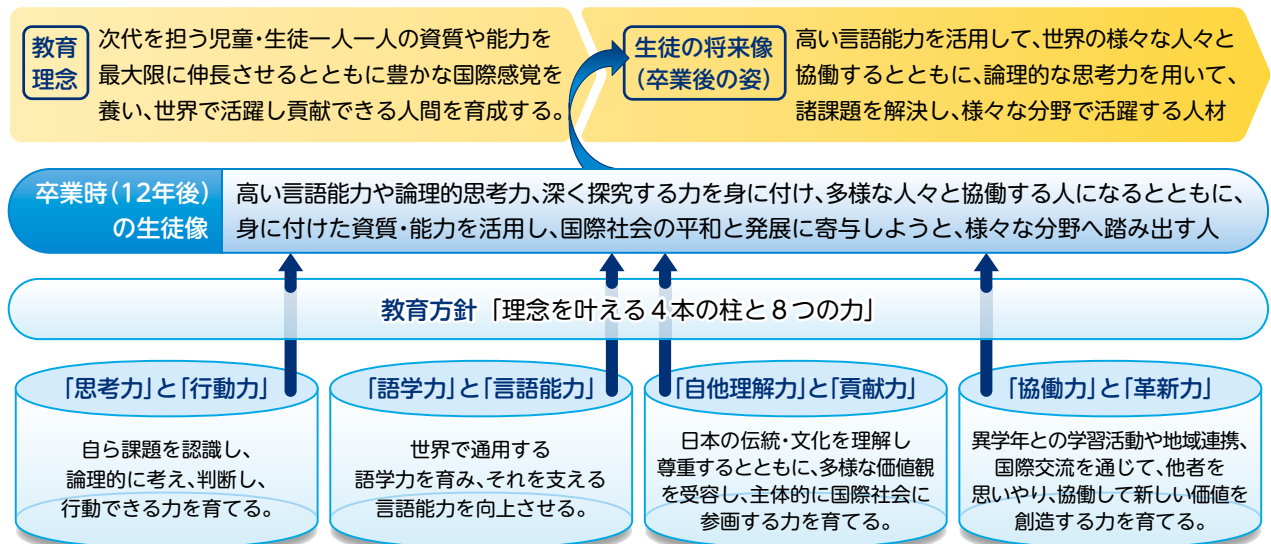 教育
理念
次代を担う児童・生徒一人一人の資質や能力を
最大限に伸長させるとともに豊かな国際感覚を
養い、世界で活躍し貢献できる人間を育成する。
生徒の将来像
(卒業後の姿)
高い言語能力を活用して、世界の様々な人々と
協働するとともに、論理的な思考力を用いて、
諸課題を解決し、様々な分野で活躍する人材
卒業時(12年後)
の生徒像
高い言語能力や論理的思考力、深く探究する力を身に付け、多様な人々と協働する人になるとともに、
身に付けた資質・能力を活用し、国際社会の平和と発展に寄与しようと、様々な分野へ踏み出す人
教育方針「理念を叶える4本の柱と8つの力」
「思考力」と「行動力」
自ら課題を認識し、
論理的に考え、判断し、
行動できる力を育てる。
「語学力」と「言語能力」
世界で通用する
語学力を育み、それを支える
言語能力を向上させる。
「自他理解力」と「貢献力」
日本の伝統・文化を理解し
尊重するとともに、多様な価値観
を受容し、主体的に国際社会に
参画する力を育てる。
「協働力」と「革新力」
異学年との学習活動や地域連携、
国際交流を通じて、他者を
思いやり、協働して新しい価値を
創造する力を育てる。